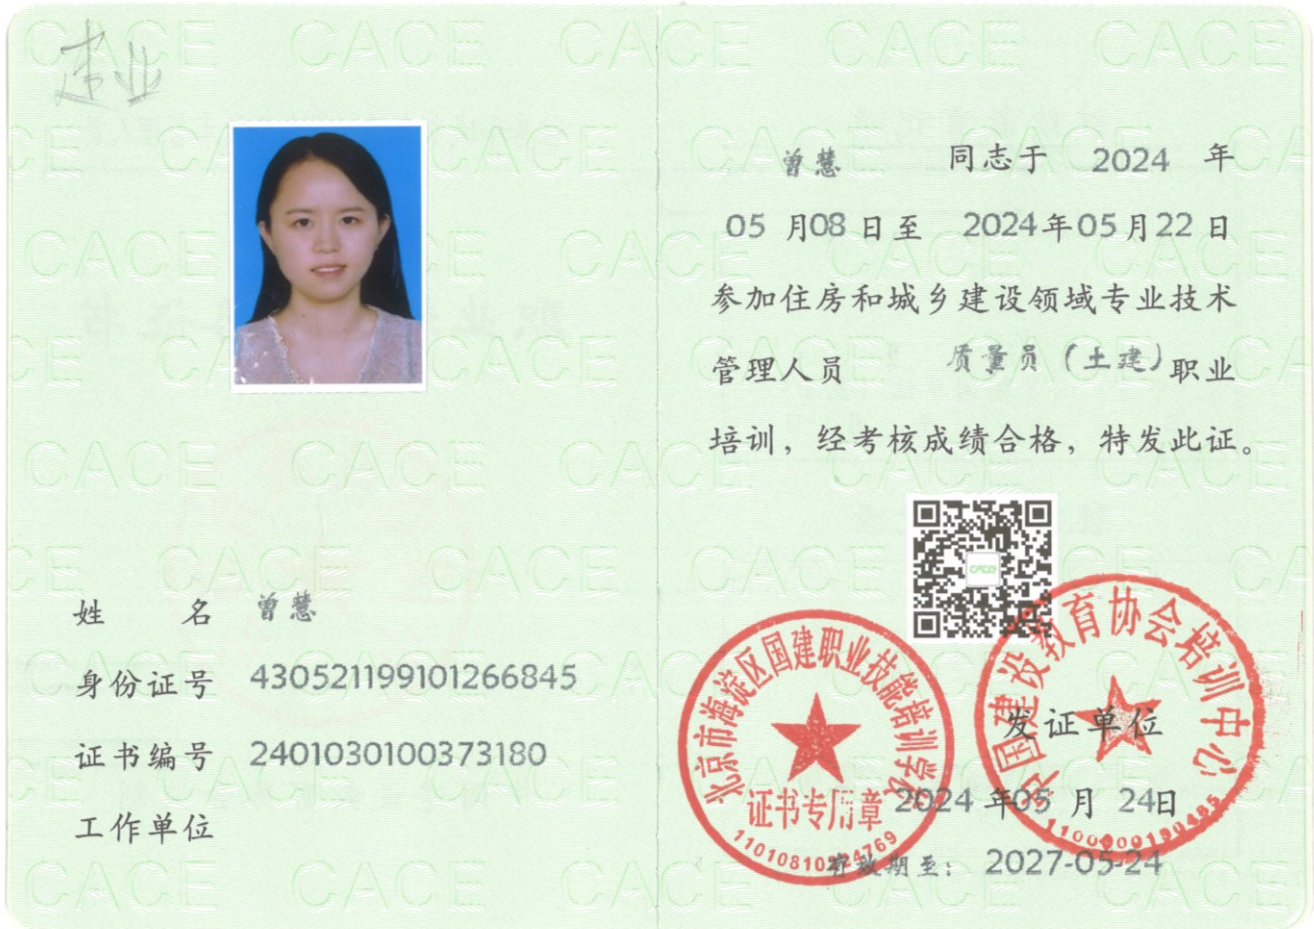 建业
姓 名 曾慧
身份证号 430521199101266845
证书编号 2401030100373180
工作单位
曾慧 同志于 2024 年
05 月08 日至 2024年05月22 日
参加住房和城乡建设领域专业技术
管理人员 质量员（土建）职业
培训，经考核成绩合格，特发此证。
CACE
北京市海淀区国建职业技能培训学校
证书专用章
中国建设教育协会培训中心
发证单位
2024 年05 月 24日
有效期至： 2027-05-24